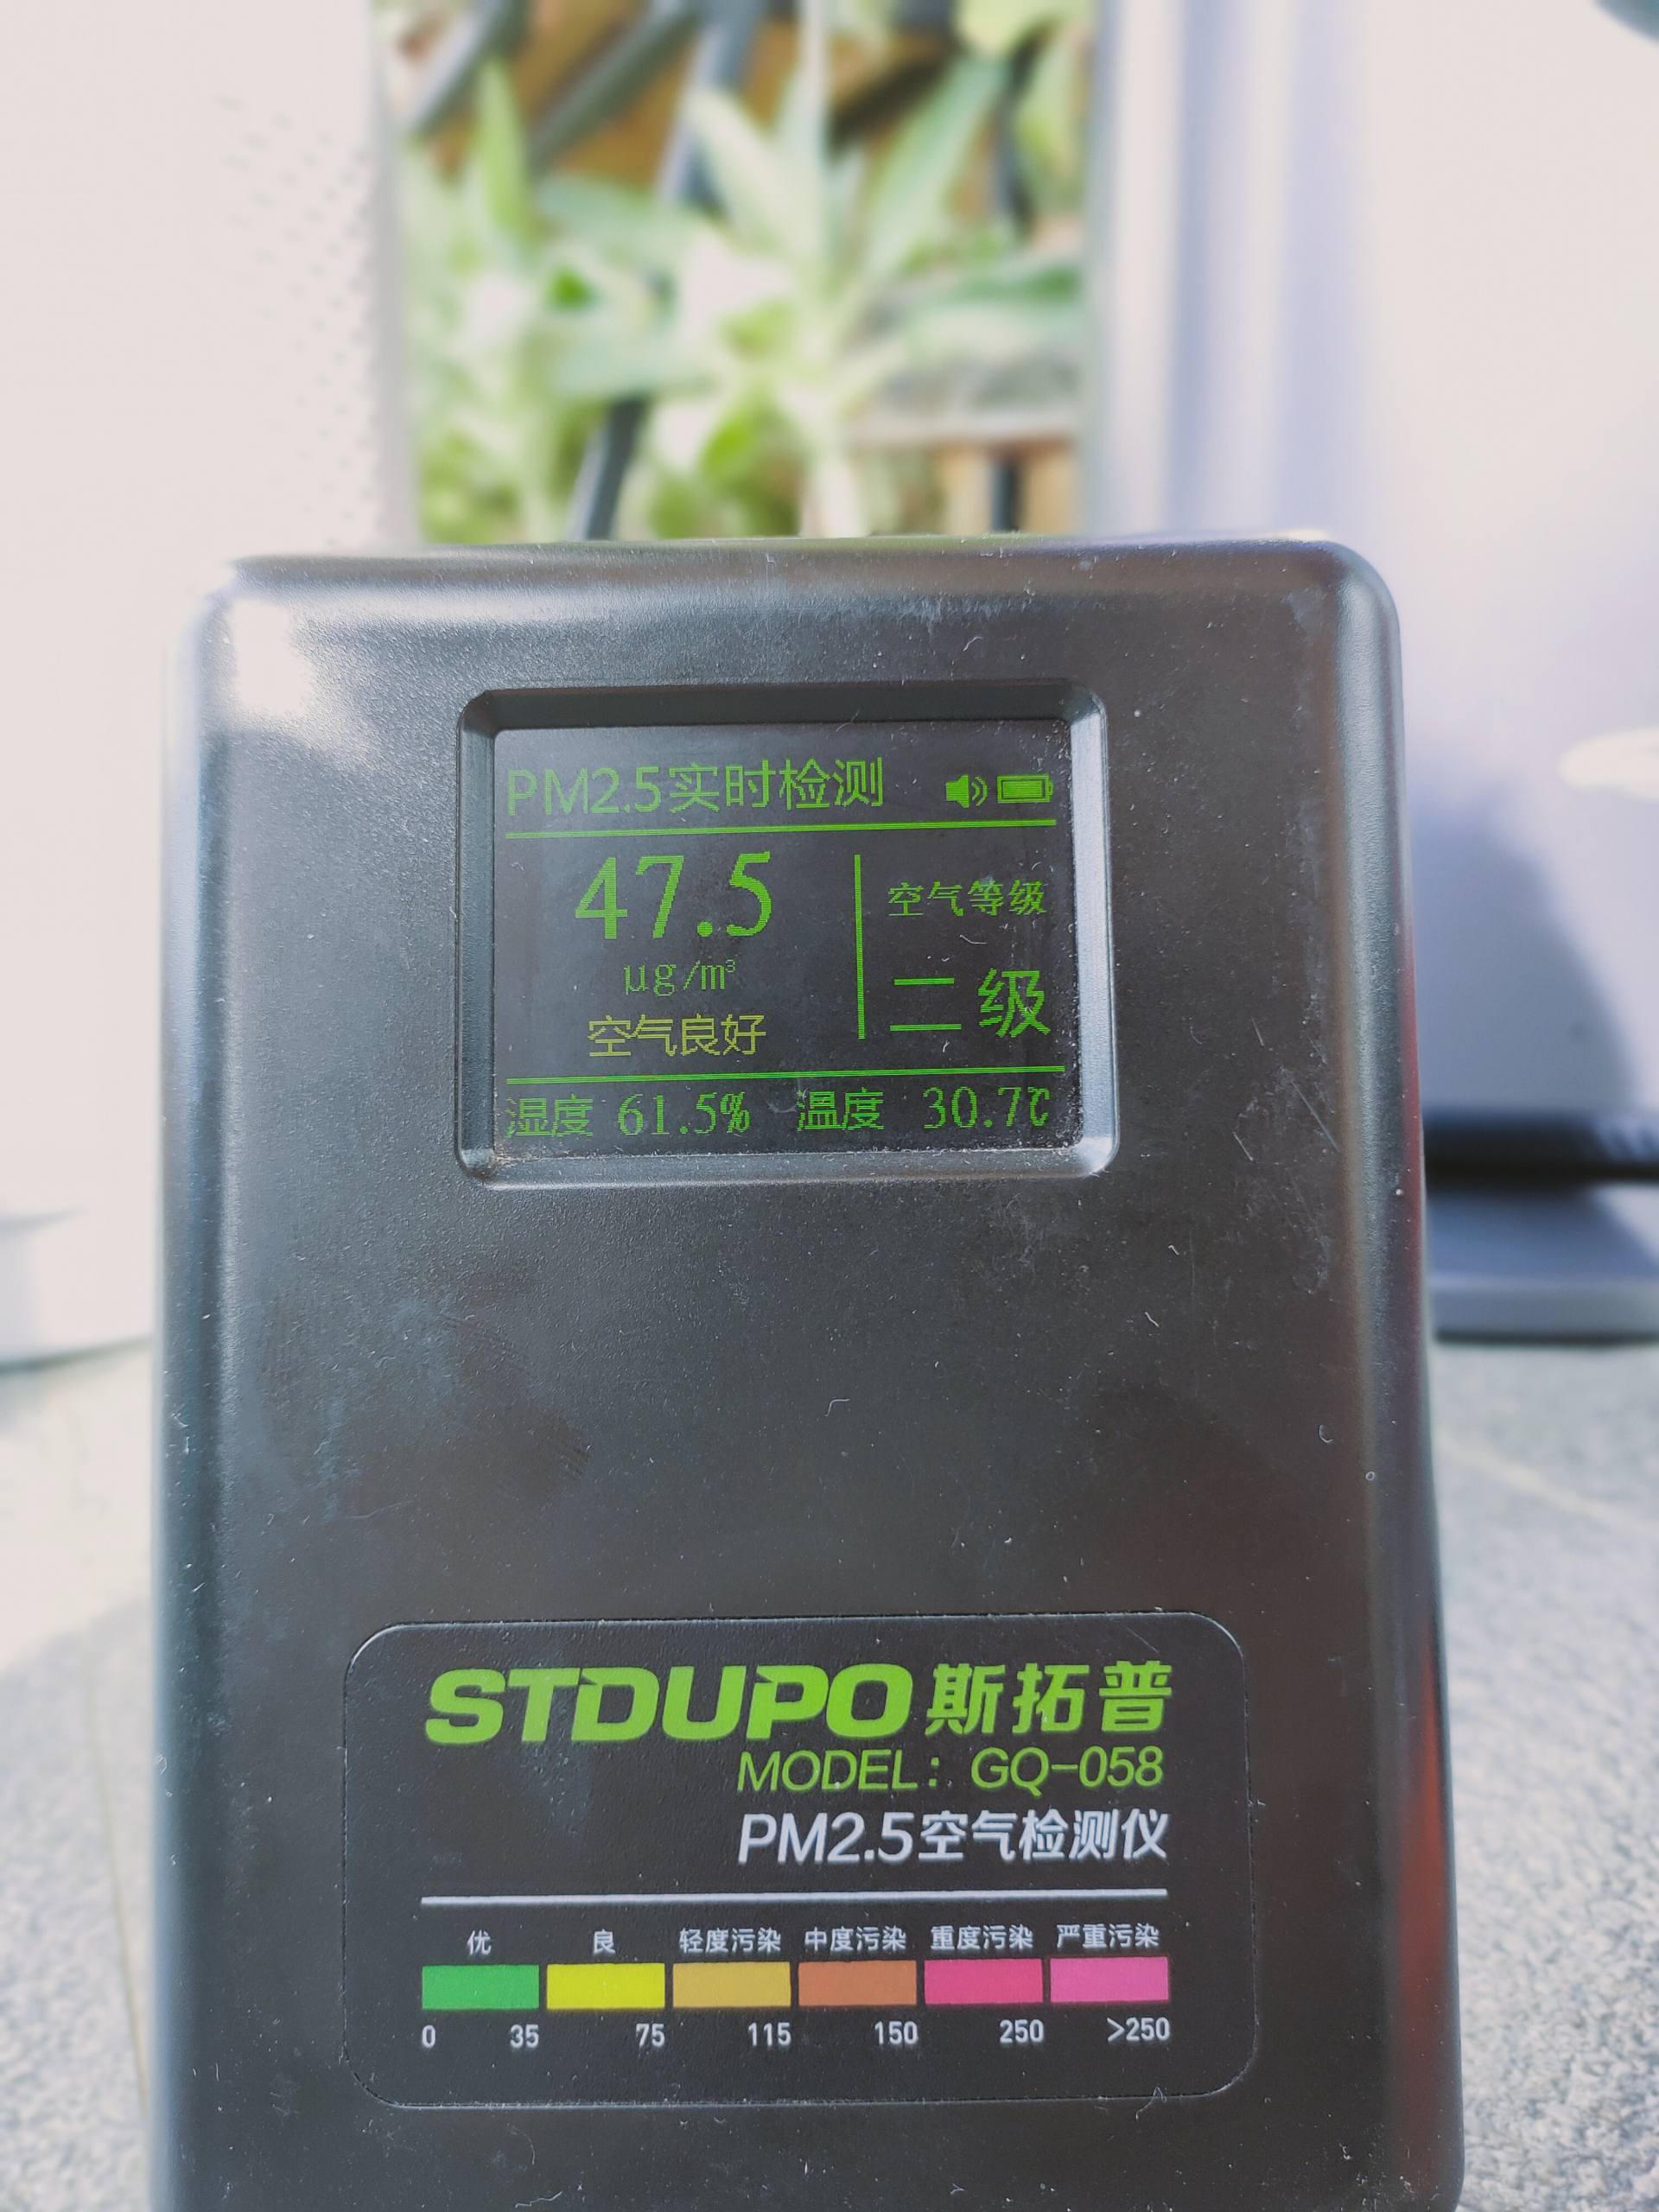 PM2.5实时检测
47.5
空气等级
μg/m³
二级
空气良好
湿度 61.5% 温度 30.7℃
STDUPO 斯拓普
MODEL: GQ-058
PM2.5空气检测仪
优 良 轻度污染 中度污染 重度污染 严重污染
0 35 75 115 150 250 >250